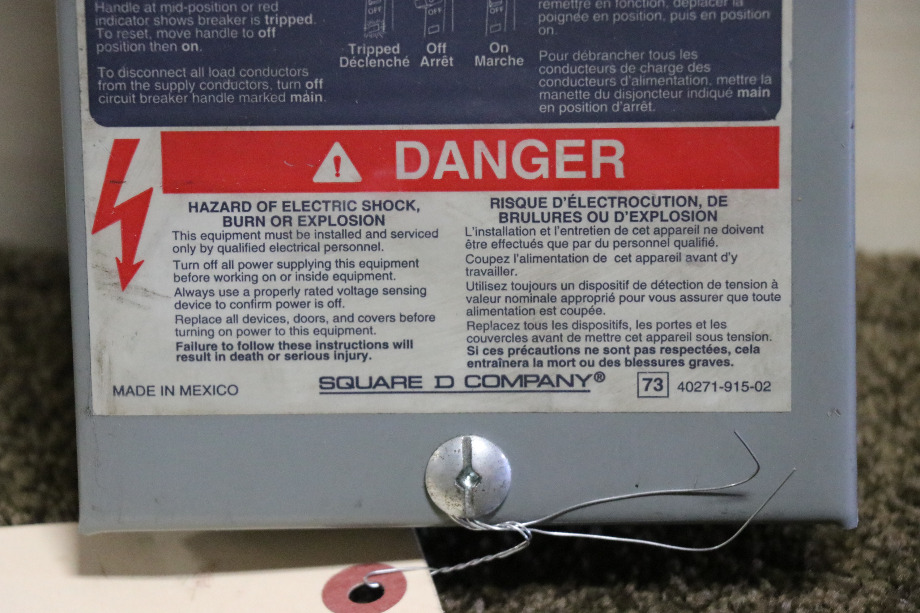 Handle at mid-position or red
indicator shows breaker is tripped.
To reset, move handle to off
position then on.
To disconnect all load conductors
from the supply conductors, turn off
circuit breaker handle marked main.
OFF
OFF
OFF
Tripped Off On
Déclenché Arrêt Marche
remettre en fonction, déplacer la
poignée en position, puis en position
on.
Pour débrancher tous les
conducteurs de charge des
conducteurs d'alimentation, mettre la
manette du disjoncteur indiqué main
en position d'arrêt.
DANGER
HAZARD OF ELECTRIC SHOCK,
BURN OR EXPLOSION
This equipment must be installed and serviced
only by qualified electrical personnel.
Turn off all power supplying this equipment
before working on or inside equipment.
Always use a properly rated voltage sensing
device to confirm power is off.
Replace all devices, doors, and covers before
turning on power to this equipment.
Failure to follow these instructions will
result in death or serious injury.
RISQUE D'ÉLECTROCUTION, DE
BRULURES OU D'EXPLOSION
L'installation et l'entretien de cet appareil ne doivent
être effectués que par du personnel qualifié.
Coupez l'alimentation de cet appareil avant d'y
travailler.
Utilisez toujours un dispositif de détection de tension à
valeur nominale approprié pour vous assurer que toute
alimentation est coupée.
Replacez tous les dispositifs, les portes et les
couvercles avant de mettre cet appareil sous tension.
Si ces précautions ne sont pas respectées, cela
entraînera la mort ou des blessures graves.
MADE IN MEXICO
SQUARE D COMPANY®
73 40271-915-02